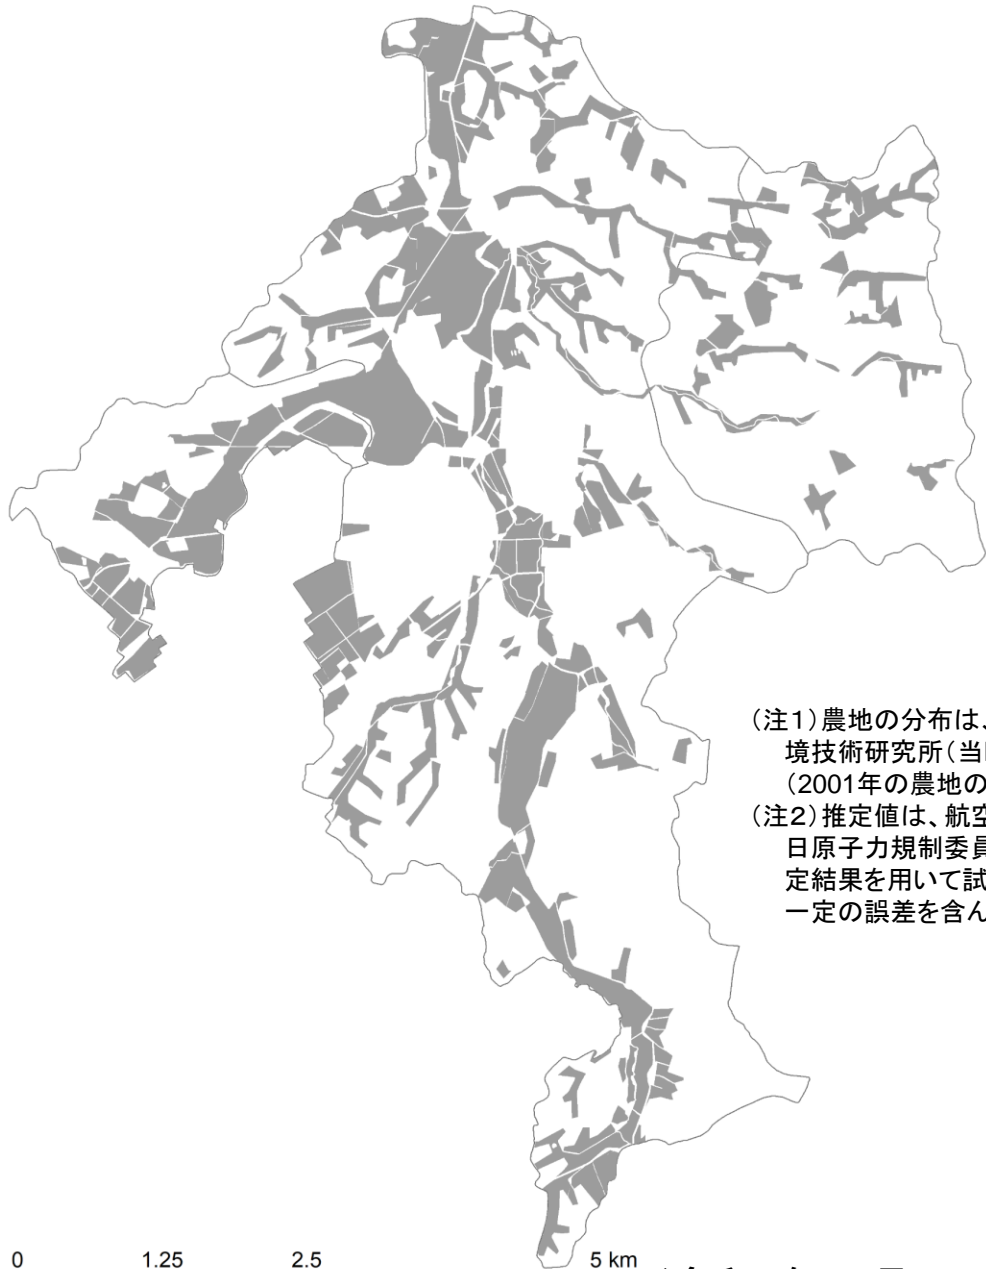 （注1）農地の分布は、
境技術研究所（当
（2001年の農地の
（注2）推定値は、航空
日原子力規制委員
定結果を用いて試
一定の誤差を含ん
0 1.25 2.5 5 km